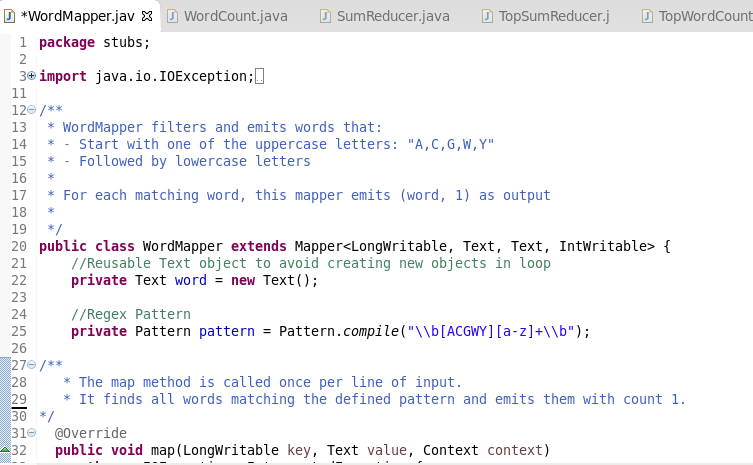 *WordMapper.jav WordCount.java SumReducer.java TopSumReducer.j TopWordCount
1 package stubs;
2
3 import java.io.IOException;
11
12 /**
13 * WordMapper filters and emits words that:
14 * - Start with one of the uppercase letters: "A,C,G,W,Y"
15 * - Followed by lowercase letters
16 *
17 * For each matching word, this mapper emits (word, 1) as output
18 *
19 */
20 public class WordMapper extends Mapper<LongWritable, Text, Text, IntWritable> {
21 //Reusable Text object to avoid creating new objects in loop
22 private Text word = new Text();
23
24 //Regex Pattern
25 private Pattern pattern = Pattern.compile("\\b[ACGWY][a-z]+\\b");
26
27 /**
28 * The map method is called once per line of input.
29 * It finds all words matching the defined pattern and emits them with count 1.
30 */
31 @Override
32 public void map(LongWritable key, Text value, Context context)